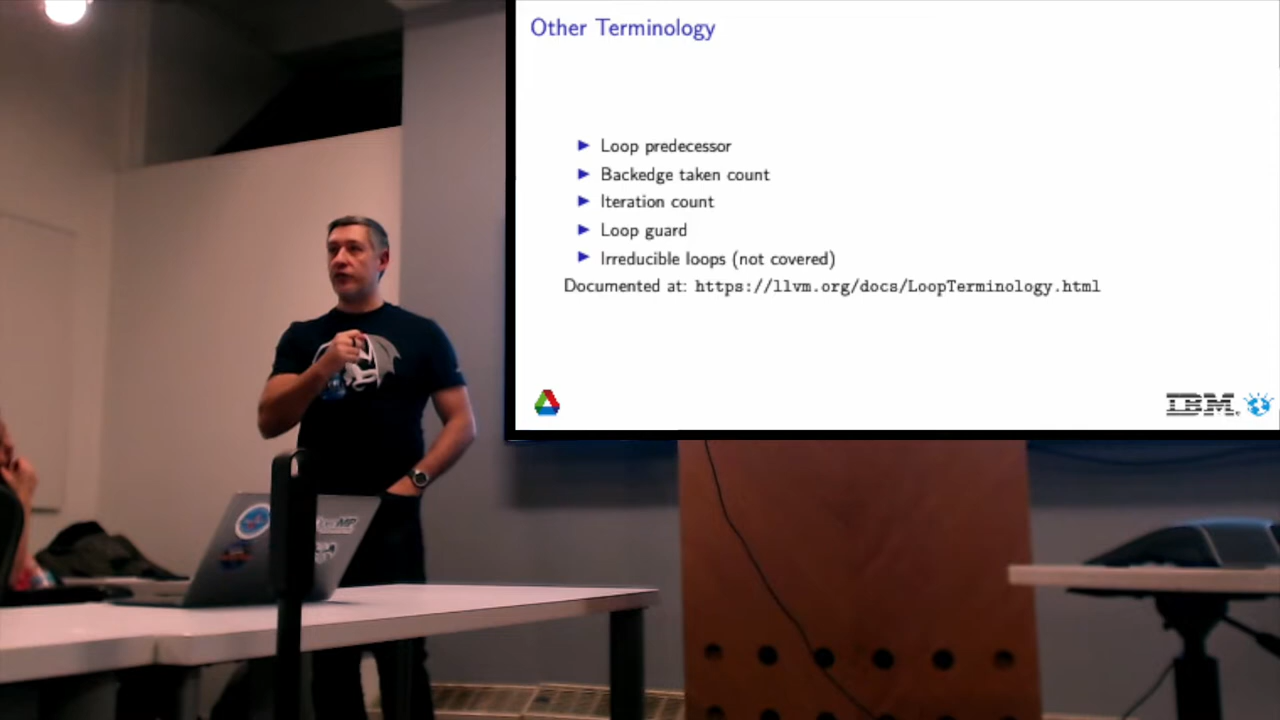 Other Terminology
Loop predecessor
Backedge taken count
Iteration count
Loop guard
Irreducible loops (not covered)
Documented at: https://llvm.org/docs/LoopTerminology.html
IBM